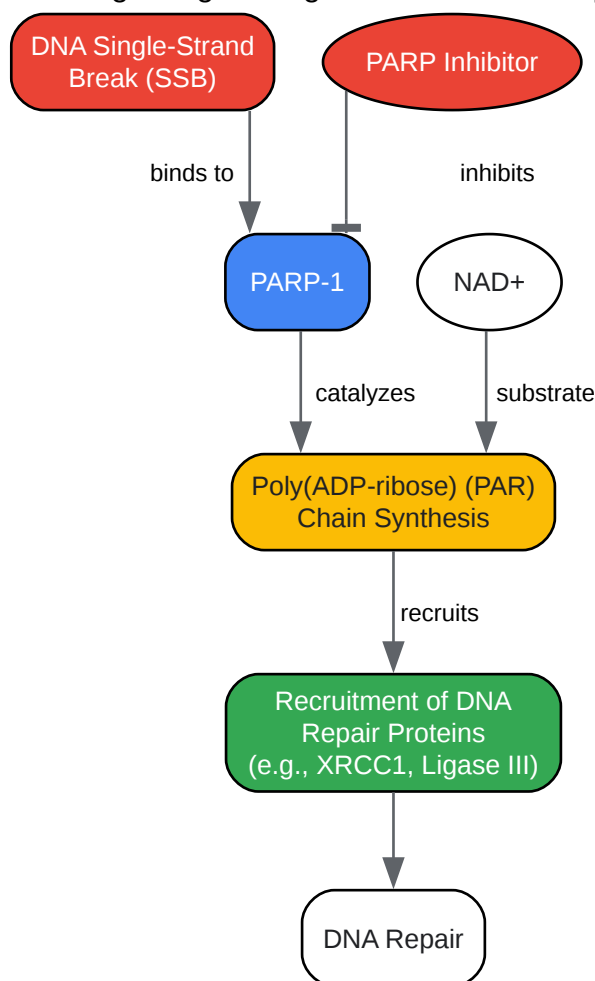 DNA Single-Strand
Break (SSB)
PARP Inhibitor
binds to
inhibits
PARP-1
NAD+
catalyzes
substrate
Poly(ADP-ribose) (PAR)
Chain Synthesis
recruits
Recruitment of DNA
Repair Proteins
(e.g., XRCC1, Ligase III)
DNA Repair